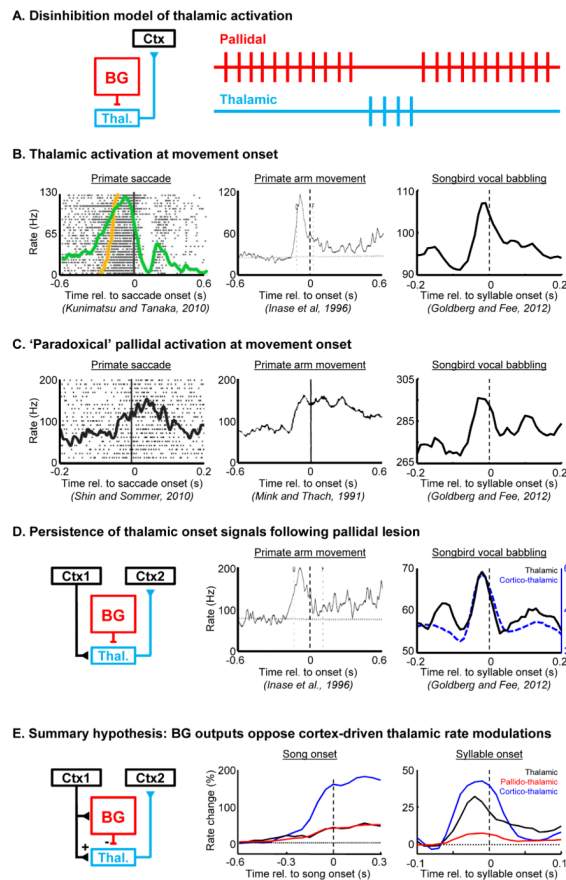 A. Disinhibition model of thalamic activation
Ctx
BG
Thal.
Pallidal
Thalamic
B. Thalamic activation at movement onset
Primate saccade
Primate arm movement
Songbird vocal babbling
Rate (Hz)
130
65
0
-0.6
0
0.6
Time rel. to saccade onset (s)
(Kunimatsu and Tanaka, 2010)
120
60
0
-0.6
0
0.6
Time rel. to onset (s)
(Inase et al, 1996)
110
100
90
-0.2
0
0.2
Time rel. to syllable onset (s)
(Goldberg and Fee, 2012)
C. ‘Paradoxical’ pallidal activation at movement onset
Primate saccade
Primate arm movement
Songbird vocal babbling
Rate (Hz)
200
100
0
-0.2
0
0.2
Time rel. to saccade onset (s)
(Shin and Sommer, 2010)
200
100
0
-0.6
0
0.6
Time rel. to onset (s)
(Mink and Thach, 1991)
305
285
265
-0.2
0
0.2
Time rel. to syllable onset (s)
(Goldberg and Fee, 2012)
D. Persistence of thalamic onset signals following pallidal lesion
Ctx1
Ctx2
BG
Thal.
Primate arm movement
Songbird vocal babbling
Rate (Hz)
200
100
0
-0.6
0
0.6
Time rel. to onset (s)
(Inase et al., 1996)
70
60
50
Thalamic
Cortico-thalamic
-0.2
0
0.2
Time rel. to syllable onset (s)
(Goldberg and Fee, 2012)
E. Summary hypothesis: BG outputs oppose cortex-driven thalamic rate modulations
Ctx1
Ctx2
BG
+
-
Thal.
Song onset
Syllable onset
Rate change (%)
200
100
0
-0.6
-0.3
0
0.3
Time rel. to song onset (s)
50
25
0
Thalamic
Pallido-thalamic
Cortico-thalamic
-0.1
0
0.1
Time rel. to syllable onset (s)